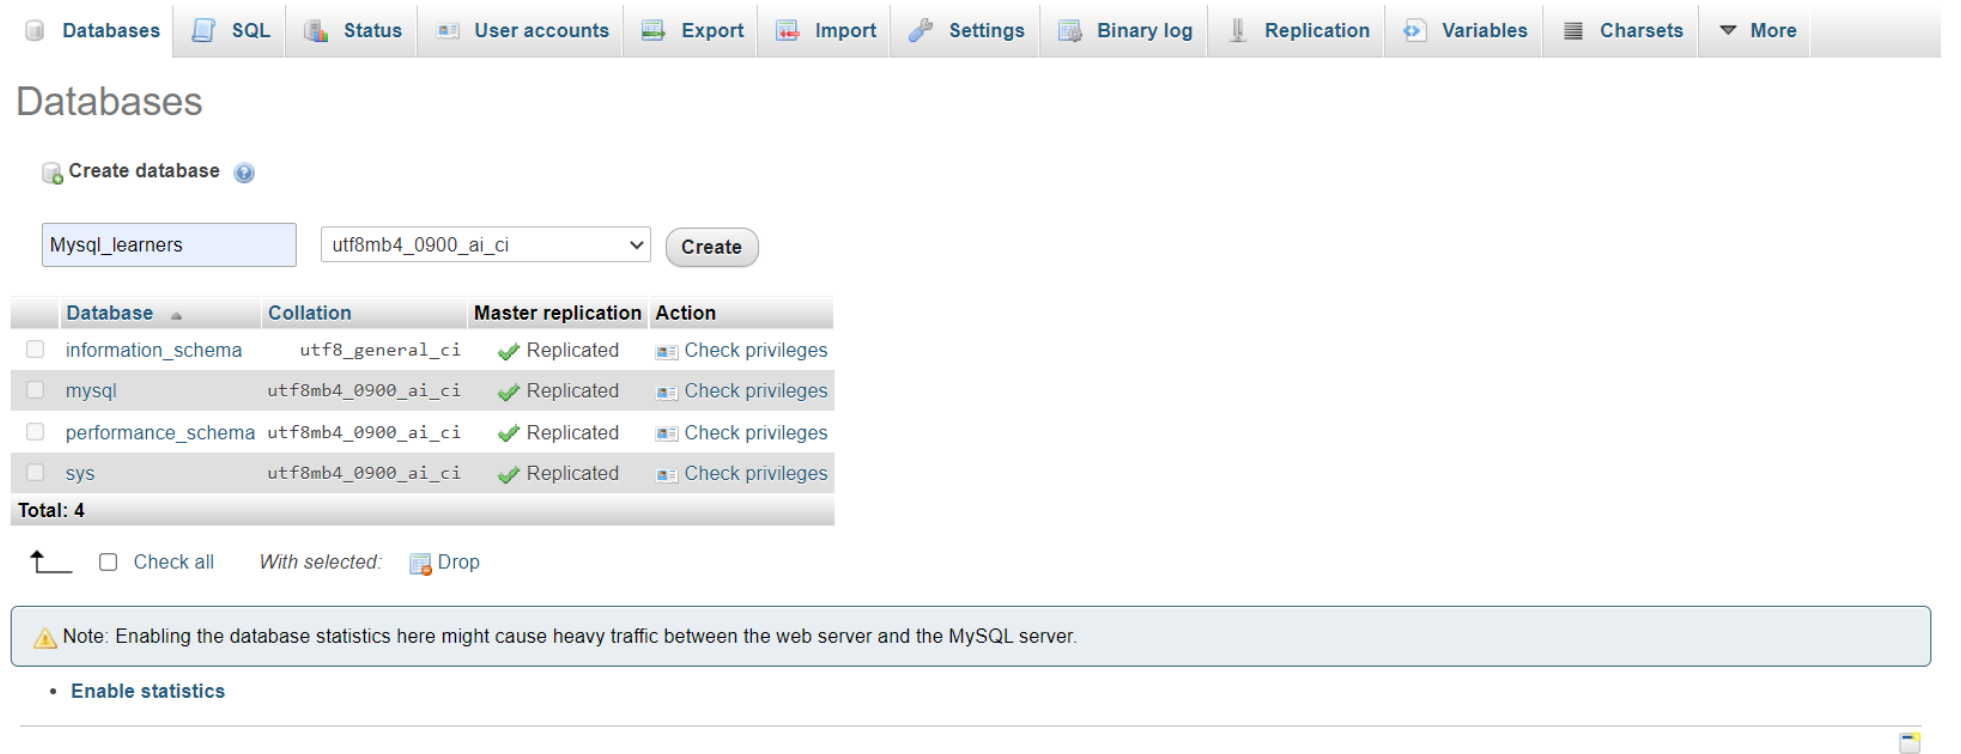 Databases SQL Status User accounts Export Import Settings Binary log Replication Variables Charsets More
Databases
Create database
Mysql_learners utf8mb4_0900_ai_ci Create
Database Collation Master replication Action
information_schema utf8_general_ci Replicated Check privileges
mysql utf8mb4_0900_ai_ci Replicated Check privileges
performance_schema utf8mb4_0900_ai_ci Replicated Check privileges
sys utf8mb4_0900_ai_ci Replicated Check privileges
Total: 4
Check all With selected: Drop
Note: Enabling the database statistics here might cause heavy traffic between the web server and the MySQL server.
• Enable statistics